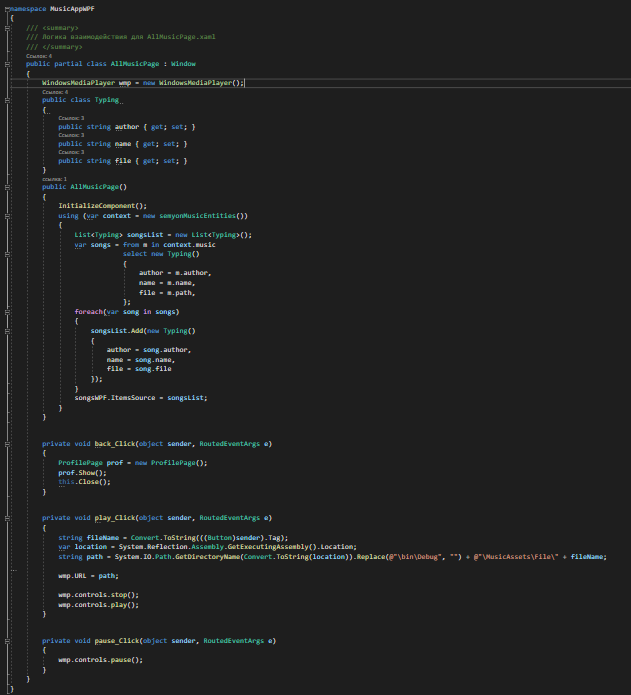 namespace MusicAppWPF
{
/// <summary>
/// Логика взаимодействия для AllMusicPage.xaml
/// </summary>
Ссылок: 4
public partial class AllMusicPage : Window
{
WindowsMediaPlayer wmp = new WindowsMediaPlayer();
Ссылок: 4
public class Typing
{
Ссылок: 3
public string author { get; set; }
Ссылок: 3
public string name { get; set; }
Ссылок: 3
public string file { get; set; }
}
ссылок: 1
public AllMusicPage()
{
InitializeComponent();
using (var context = new semyonMusicEntities())
{
List<Typing> songsList = new List<Typing>();
var songs = from m in context.music
select new Typing()
{
author = m.author,
name = m.name,
file = m.path,
};
foreach(var song in songs)
{
songsList.Add(new Typing()
{
author = song.author,
name = song.name,
file = song.file
});
}
songsWPF.ItemsSource = songsList;
}
}
private void back_Click(object sender, RoutedEventArgs e)
{
ProfilePage prof = new ProfilePage();
prof.Show();
this.Close();
}
private void play_Click(object sender, RoutedEventArgs e)
{
string fileName = Convert.ToString(((Button)sender).Tag);
var location = System.Reflection.Assembly.GetExecutingAssembly().Location;
string path = System.IO.Path.GetDirectoryName(Convert.ToString(location)).Replace(@"\bin\Debug", "") + @"\MusicAssets\File\" + fileName;
wmp.URL = path;
wmp.controls.stop();
wmp.controls.play();
}
private void pause_Click(object sender, RoutedEventArgs e)
{
wmp.controls.pause();
}
}
}